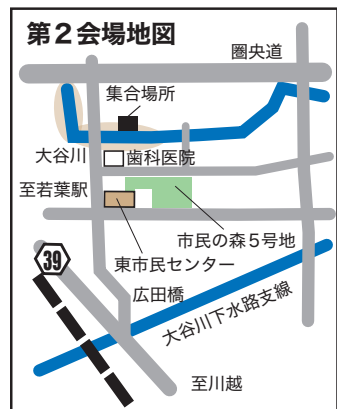 第2会場地図
圏央道
集合場所
大谷川
歯科医院
至若葉駅
市民の森5号地
39
東市民センター
広田橋
大谷川下水路支線
至川越